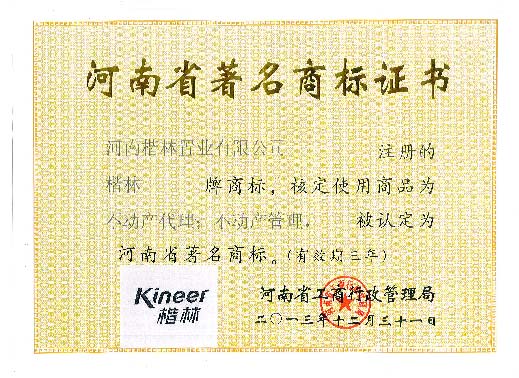 河南省著名商标证书
河南楷林置业有限公司 注册的
楷林 牌商标，核定使用商品为
不动产代理；不动产管理， 被认定为
河南省著名商标。(有效期三年)
Kineer
楷林
河南省工商行政管理局
二〇一三年十二月三十一日